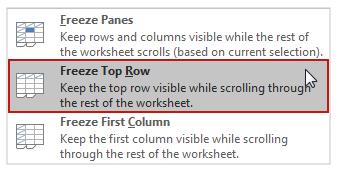 Freeze Panes
Keep rows and columns visible while the rest of
the worksheet scrolls (based on current selection).
Freeze Top Row
Keep the top row visible while scrolling through
the rest of the worksheet.
Freeze First Column
Keep the first column visible while scrolling
through the rest of the worksheet.